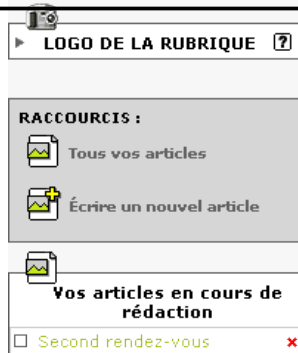 LOGO DE LA RUBRIQUE ?
RACCOURCIS :
Tous vos articles
Écrire un nouvel article
Vos articles en cours de
rédaction
Second rendez-vous